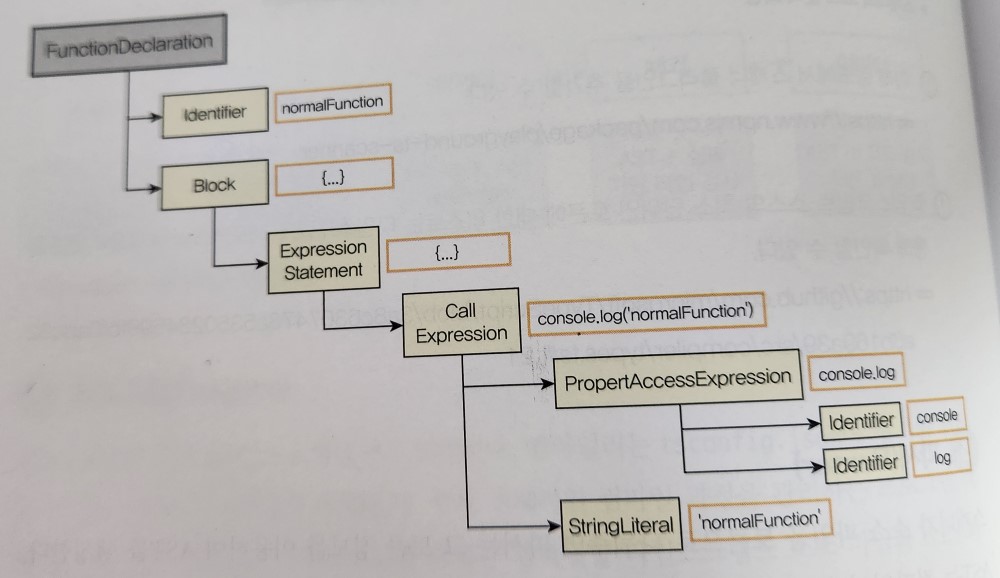 FunctionDeclaration
Identifier
normalFunction
Block
{...}
Expression
Statement
{...}
Call
Expression
console.log('normalFunction')
PropertAccessExpression
console.log
Identifier
console
Identifier
log
StringLiteral
'normalFunction'